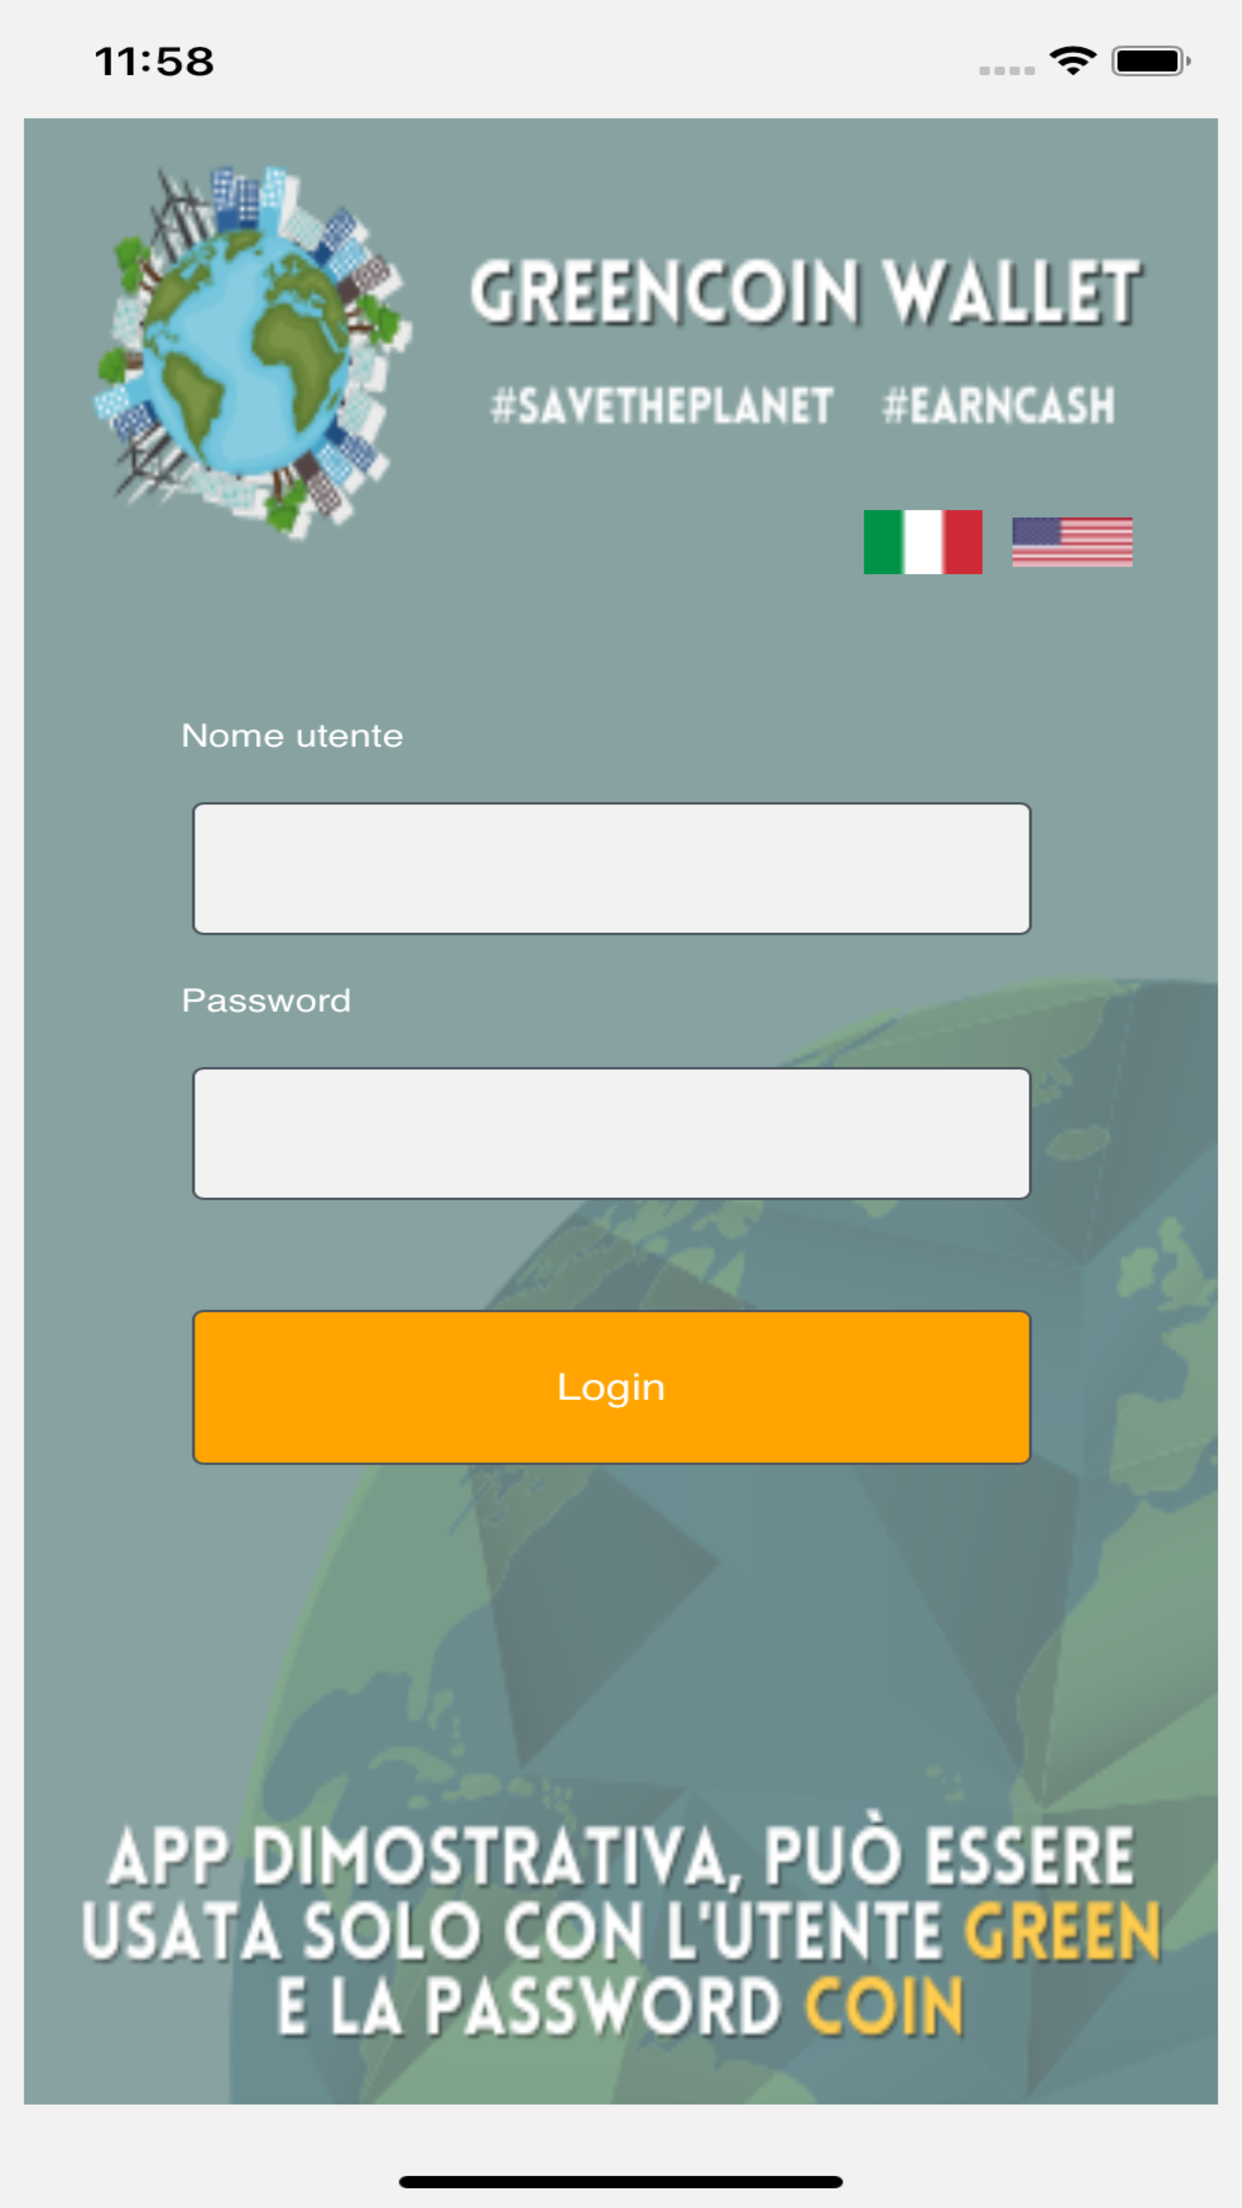 11:58
GREENCOIN WALLET
#SAVETHEPLANET #EARNCASH
Nome utente
Password
Login
APP DIMOSTRATIVA, PUÒ ESSERE
USATA SOLO CON L'UTENTE GREEN
E LA PASSWORD COIN